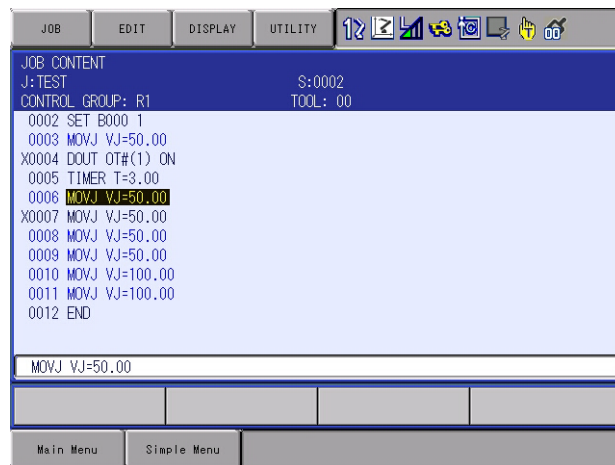 JOB EDIT DISPLAY UTILITY
JOB CONTENT
J:TEST S:0002
CONTROL GROUP: R1 TOOL: 00
0002 SET B000 1
0003 MOVJ VJ=50.00
X0004 DOUT OT#(1) ON
0005 TIMER T=3.00
0006 MOVJ VJ=50.00
X0007 MOVJ VJ=50.00
0008 MOVJ VJ=50.00
0009 MOVJ VJ=50.00
0010 MOVJ VJ=100.00
0011 MOVJ VJ=100.00
0012 END
MOVJ VJ=50.00
Main Menu Simple Menu